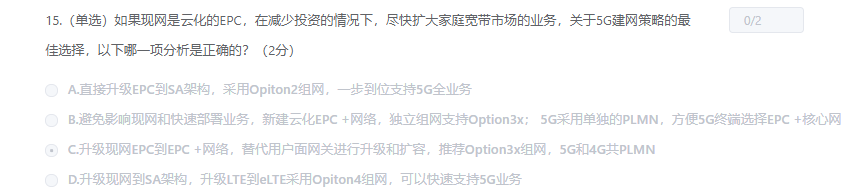 15.（单选）如果现网是云化的EPC，在减少投资的情况下，尽快扩大家庭宽带市场的业务，关于5G建网策略的最
佳选择，以下哪一项分析是正确的？（2分）
0/2
A.直接升级EPC到SA架构，采用Opiton2组网，一步到位支持5G全业务
B.避免影响现网和快速部署业务，新建云化EPC +网络，独立组网支持Option3x； 5G采用单独的PLMN，方便5G终端选择EPC +核心网
C.升级现网EPC到EPC +网络，替代用户面网关进行升级和扩容，推荐Option3x组网，5G和4G共PLMN
D.升级现网到SA架构，升级LTE到eLTE采用Opiton4组网，可以快速支持5G业务